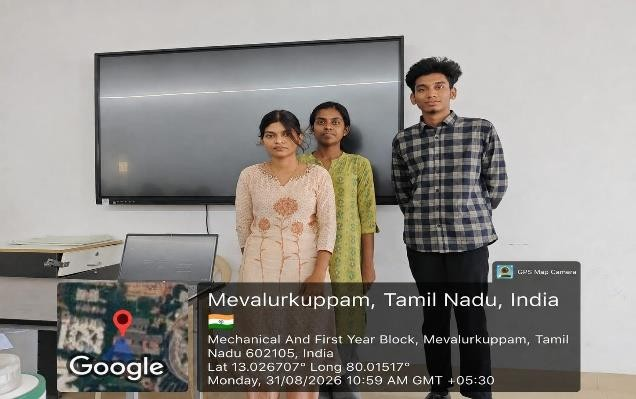 GPS Map Camera
Mevalurkuppam, Tamil Nadu, India
Mechanical And First Year Block, Mevalurkuppam, Tamil
Nadu 602105, India
Lat 13.026707° Long 80.01517°
Monday, 31/08/2026 10:59 AM GMT +05:30
Google